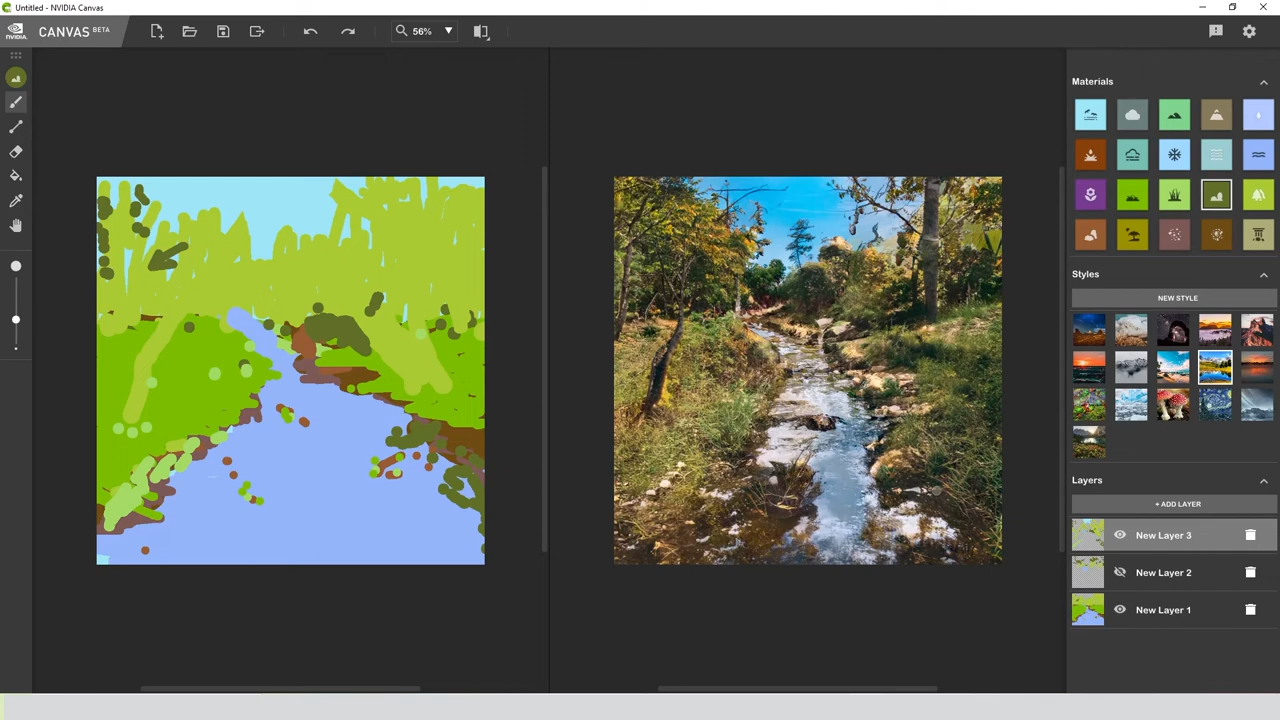 Untitled - NVIDIA Canvas
NVIDIA
CANVAS BETA
56%
Materials
Styles
NEW STYLE
Layers
+ ADD LAYER
New Layer 3
New Layer 2
New Layer 1